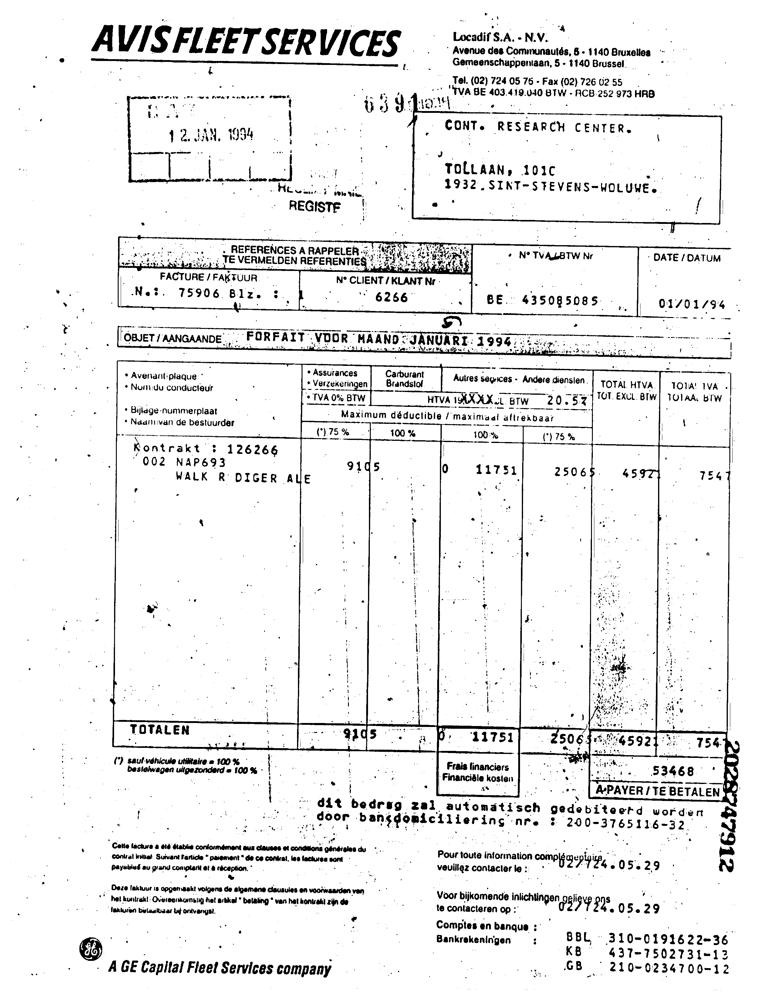 AVIS FLEET SERVICES
Locadif S.A. - N.V.
Avenue des Communautés, 5 - 1140 Bruxelles
Gemeenschappenlaan, 5 - 1140 Brussel
Tel. (02) 724 05 76 - Fax (02) 726 02 55
TVA BE 403.419.040 BTW - RCB 252 973 HRB
6391
12. JAN. 1994
REGISTE
CONT. RESEARCH CENTER.
TOLLAAN, 101C
1932 SINT-STEVENS-WOLUWE.
REFERENCES A RAPPELER
TE VERMELDEN REFERENTIES
N° TVA/BTW Nr
DATE / DATUM
FACTURE / FAKTUUR
N° CLIENT / KLANT Nr
N.: 75906 Blz. : 1
6266
BE 435085085
01/01/94
OBJET / AANGAANDE FORFAIT VOOR MAAND JANUARI 1994
• Avenant-plaque
• Num du conducteur
• Bijlage-nummerplaat
• Naam van de bestuurder
• Assurances
• Verzekeringen
• TVA 0% BTW
Carburant
Brandstof
Autres services - Andere diensten
HTVA 19XXXX.L BTW 20.5%
Maximum déductible / maximaal aftrekbaar
(*) 75 %
100 %
100 %
(*) 75 %
TOTAL HTVA
TOT. EXCL. BTW
TOTAL TVA
TOTAAL BTW
Kontrakt : 126266
002 NAP693 9105 0 11751 25065 45921 7547
WALK R DIGER ALE
TOTALEN 9105 0 11751 25065 45921 7547
(*) sauf véhicule utilitaire = 100 %
bestelwagen uitgezonderd = 100 %
Frais financiers
Financiële kosten
53468
A PAYER / TE BETALEN
dit bedrag zal automatisch gedebiteerd worden
door bankdomiciliering nr. : 200-3765116-32
2028747912
Cette facture a été établie conformément aux clauses et conditions générales du
contrat initial. Suivant l'article " paiement " de ce contrat, les factures sont
payables au grand comptant et à réception.
Deze faktuur is opgemaakt volgens de algemene clausules en voorwaarden van
het kontrakt. Overeenkomstig het artikel " betaling " van het kontrakt zijn de
fakturen betaalbaar bij ontvangst.
Pour toute information complémentaire
veuillez contacter le : 02/724.05.29
Voor bijkomende inlichtingen gelieve ons
te contacteren op : 02/724.05.29
Comptes en banque :
Bankrekeningen :
BBL 310-0191622-36
KB 437-7502731-13
GB 210-0234700-12
A GE Capital Fleet Services company